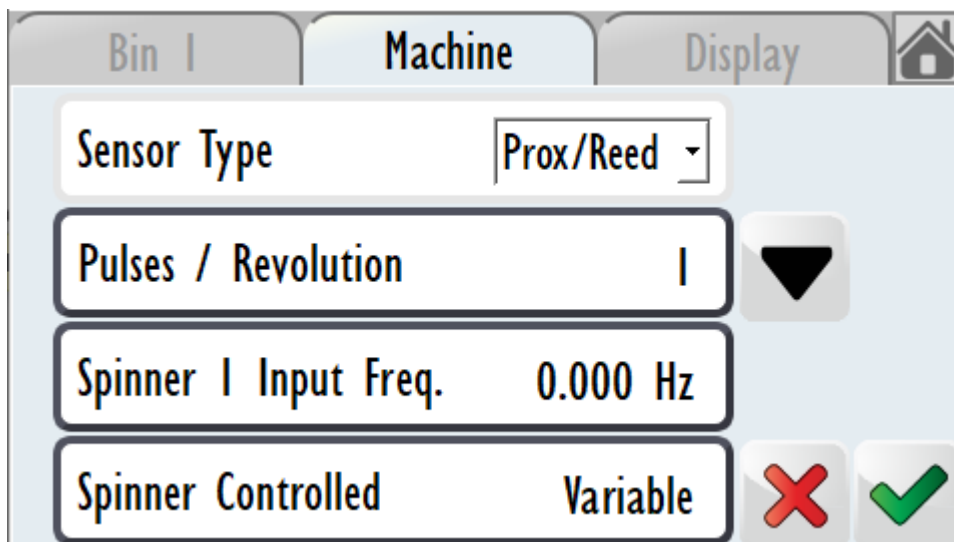 Bin 1 Machine Display
Sensor Type Prox/Reed
Pulses / Revolution 1
Spinner 1 Input Freq. 0.000 Hz
Spinner Controlled Variable